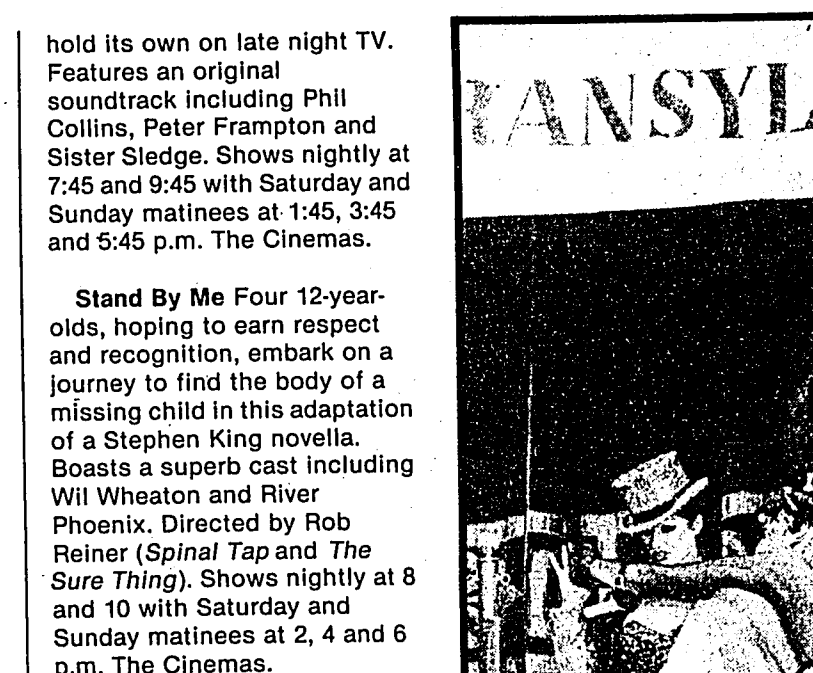 hold its own on late night TV.
Features an original
soundtrack including Phil
Collins, Peter Frampton and
Sister Sledge. Shows nightly at
7:45 and 9:45 with Saturday and
Sunday matinees at 1:45, 3:45
and 5:45 p.m. The Cinemas.
Stand By Me Four 12-year-
olds, hoping to earn respect
and recognition, embark on a
journey to find the body of a
missing child in this adaptation
of a Stephen King novella.
Boasts a superb cast including
Wil Wheaton and River
Phoenix. Directed by Rob
Reiner (Spinal Tap and The
Sure Thing). Shows nightly at 8
and 10 with Saturday and
Sunday matinees at 2, 4 and 6
p.m. The Cinemas.
RANSYL